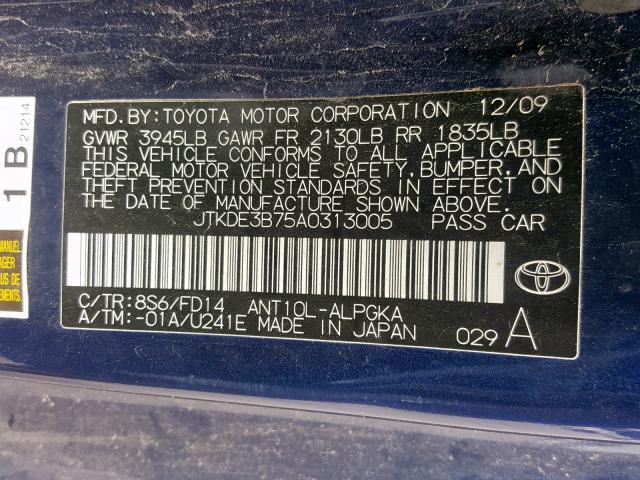 MFD.BY:TOYOTA MOTOR CORPORATION 12/09
GVWR 3945LB GAWR FR 2130LB RR 1835LB
THIS VEHICLE CONFORMS TO ALL APPLICABLE
FEDERAL MOTOR VEHICLE SAFETY, BUMPER, AND
THEFT PREVENTION STANDARDS IN EFFECT ON
THE DATE OF MANUFACTURE SHOWN ABOVE.
JTKDE3B75A0313005 PASS CAR
C/TR:8S6/FD14 ANT10L-ALPGKA
A/TM:-01A/U241E MADE IN JAPAN 029 A
1 B
21214
MANUEL